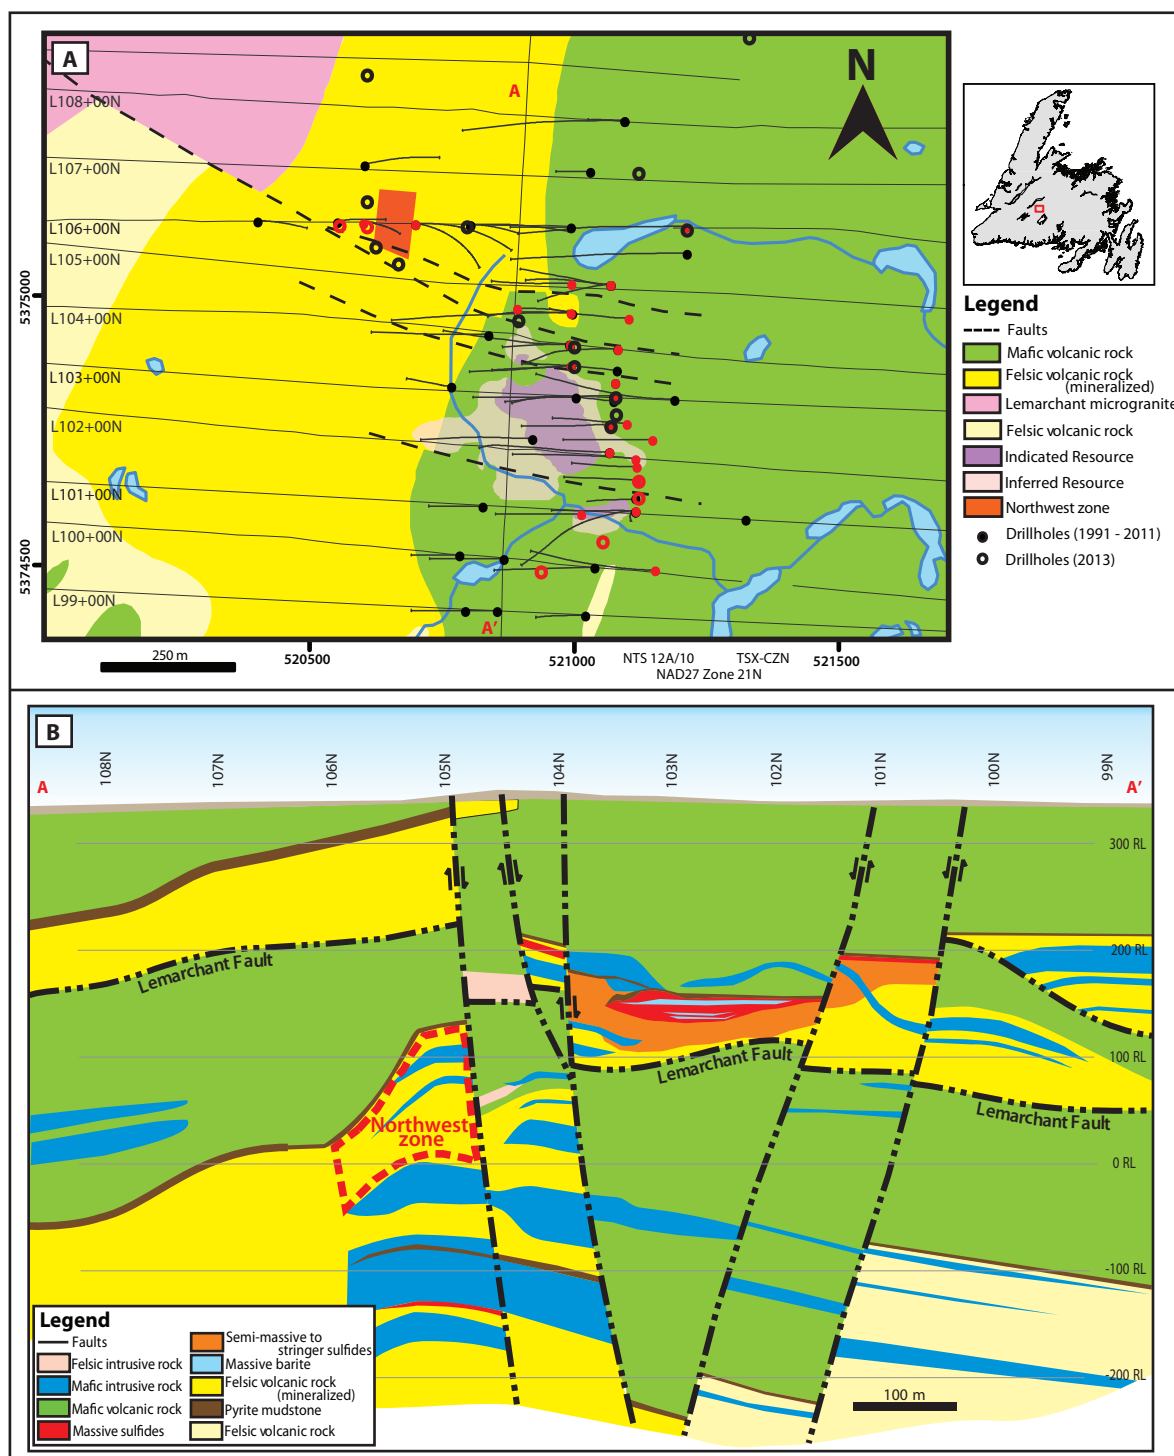 A
N
A
L108+00N
L107+00N
L106+00N
L105+00N
L104+00N
L103+00N
L102+00N
L101+00N
L100+00N
L99+00N
5375000
5374500
A'
250 m
520500
521000
521500
NTS 12A/10
TSX-CZN
NAD27 Zone 21N
Legend
Faults
Mafic volcanic rock
Felsic volcanic rock
(mineralized)
Lemarchant microgranite
Felsic volcanic rock
Indicated Resource
Inferred Resource
Northwest zone
Drillholes (1991 - 2011)
Drillholes (2013)
B
A
108N
107N
106N
105N
104N
103N
102N
101N
100N
99N
A'
300 RL
200 RL
100 RL
0 RL
-100 RL
-200 RL
Lemarchant Fault
Lemarchant Fault
Lemarchant Fault
Northwest
zone
100 m
Legend
Faults
Felsic intrusive rock
Mafic intrusive rock
Mafic volcanic rock
Massive sulfides
Semi-massive to
stringer sulfides
Massive barite
Felsic volcanic rock
(mineralized)
Pyrite mudstone
Felsic volcanic rock